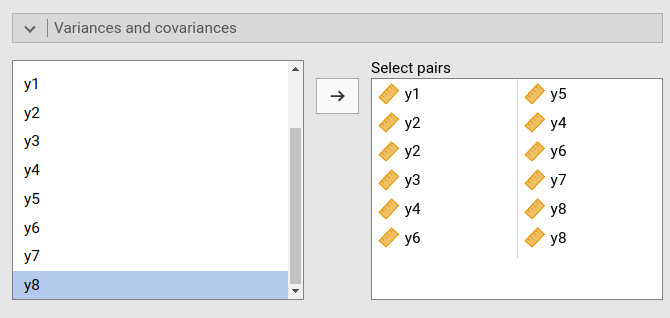 Variances and covariances
Select pairs
y1
y2
y3
y4
y5
y6
y7
y8
y1 y5
y2 y4
y2 y6
y3 y7
y4 y8
y6 y8